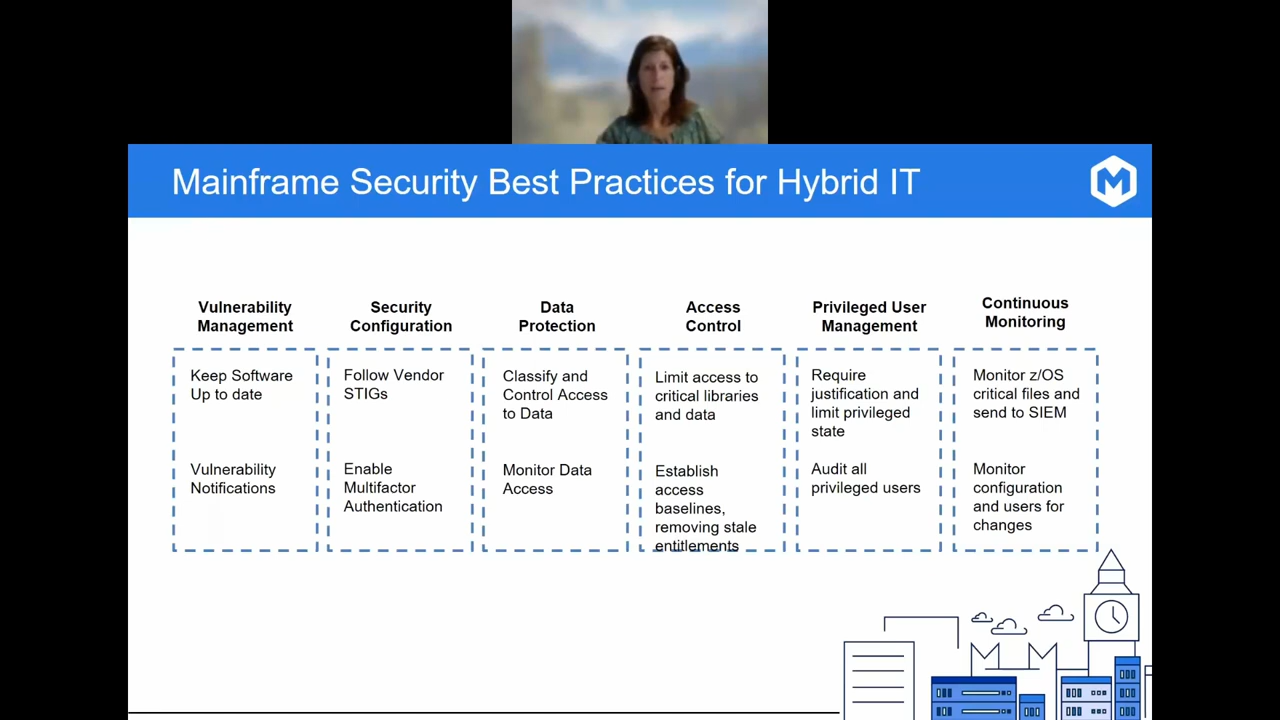 Mainframe Security Best Practices for Hybrid IT
Vulnerability
Management
Keep Software
Up to date
Vulnerability
Notifications
Security
Configuration
Follow Vendor
STIGs
Enable
Multifactor
Authentication
Data
Protection
Classify and
Control Access
to Data
Monitor Data
Access
Access
Control
Limit access to
critical libraries
and data
Establish
access
baselines,
removing stale
entitlements
Privileged User
Management
Require
justification and
limit privileged
state
Audit all
privileged users
Continuous
Monitoring
Monitor z/OS
critical files and
send to SIEM
Monitor
configuration
and users for
changes